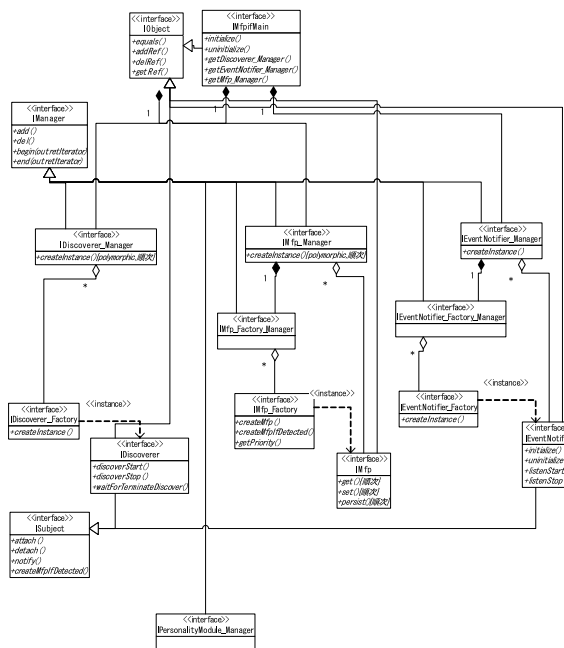 <<interface>>
IObject
+equals()
+addRef()
+delRef()
+getRef()
<<interface>>
IMfpifMain
+initialize()
+uninitialize()
+getDiscoverer_Manager()
+getEventNotifier_Manager()
+getMfp_Manager()
1
1
1
<<interface>>
IManager
+add()
+del()
+begin(out retIterator)
+end(out retIterator)
<<interface>>
IDiscoverer_Manager
+createInstance()[polymorphic,順次]
*
<<interface>>
IMfp_Manager
+createInstance()[polymorphic,順次]
1
*
<<interface>>
IEventNotifier_Manager
+createInstance()
1
*
<<interface>>
IMfp_Factory_Manager
*
<<interface>>
IEventNotifier_Factory_Manager
*
<<interface>>
IDiscoverer_Factory
+createInstance()
<<instance>>
<<interface>>
IMfp_Factory
+createMfp()
+createMfpIfDetected()
+getPriority()
<<instance>>
<<interface>>
IEventNotifier_Factory
+createInstance()
<<instance>>
<<interface>>
IDiscoverer
+discoverStart()
+discoverStop()
+waitForTerminateDiscover()
<<interface>>
IMfp
+get()[順次]
+set()[順次]
+persist()[順次]
<<interface
IEventNotif
+initialize()
+uninitialize
+listenStart
+listenStop
<<interface>>
ISubject
+attach()
+detach()
+notify()
+createMfpIfDetected()
<<interface>>
IPersonalityModule_Manager